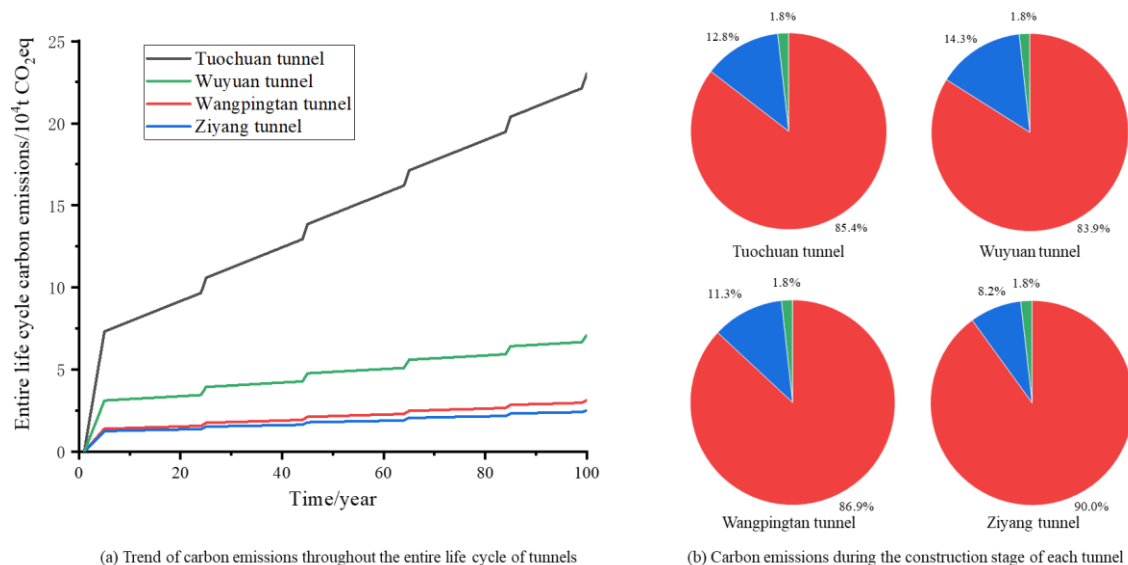 Entire life cycle carbon emissions/10⁴t CO₂eq
25
20
15
10
5
0
Tuochuan tunnel
Wuyuan tunnel
Wangpingtan tunnel
Ziyang tunnel
0 20 40 60 80 100
Time/year
(a) Trend of carbon emissions throughout the entire life cycle of tunnels
1.8%
12.8%
85.4%
Tuochuan tunnel
1.8%
14.3%
83.9%
Wuyuan tunnel
1.8%
11.3%
86.9%
Wangpingtan tunnel
1.8%
8.2%
90.0%
Ziyang tunnel
(b) Carbon emissions during the construction stage of each tunnel